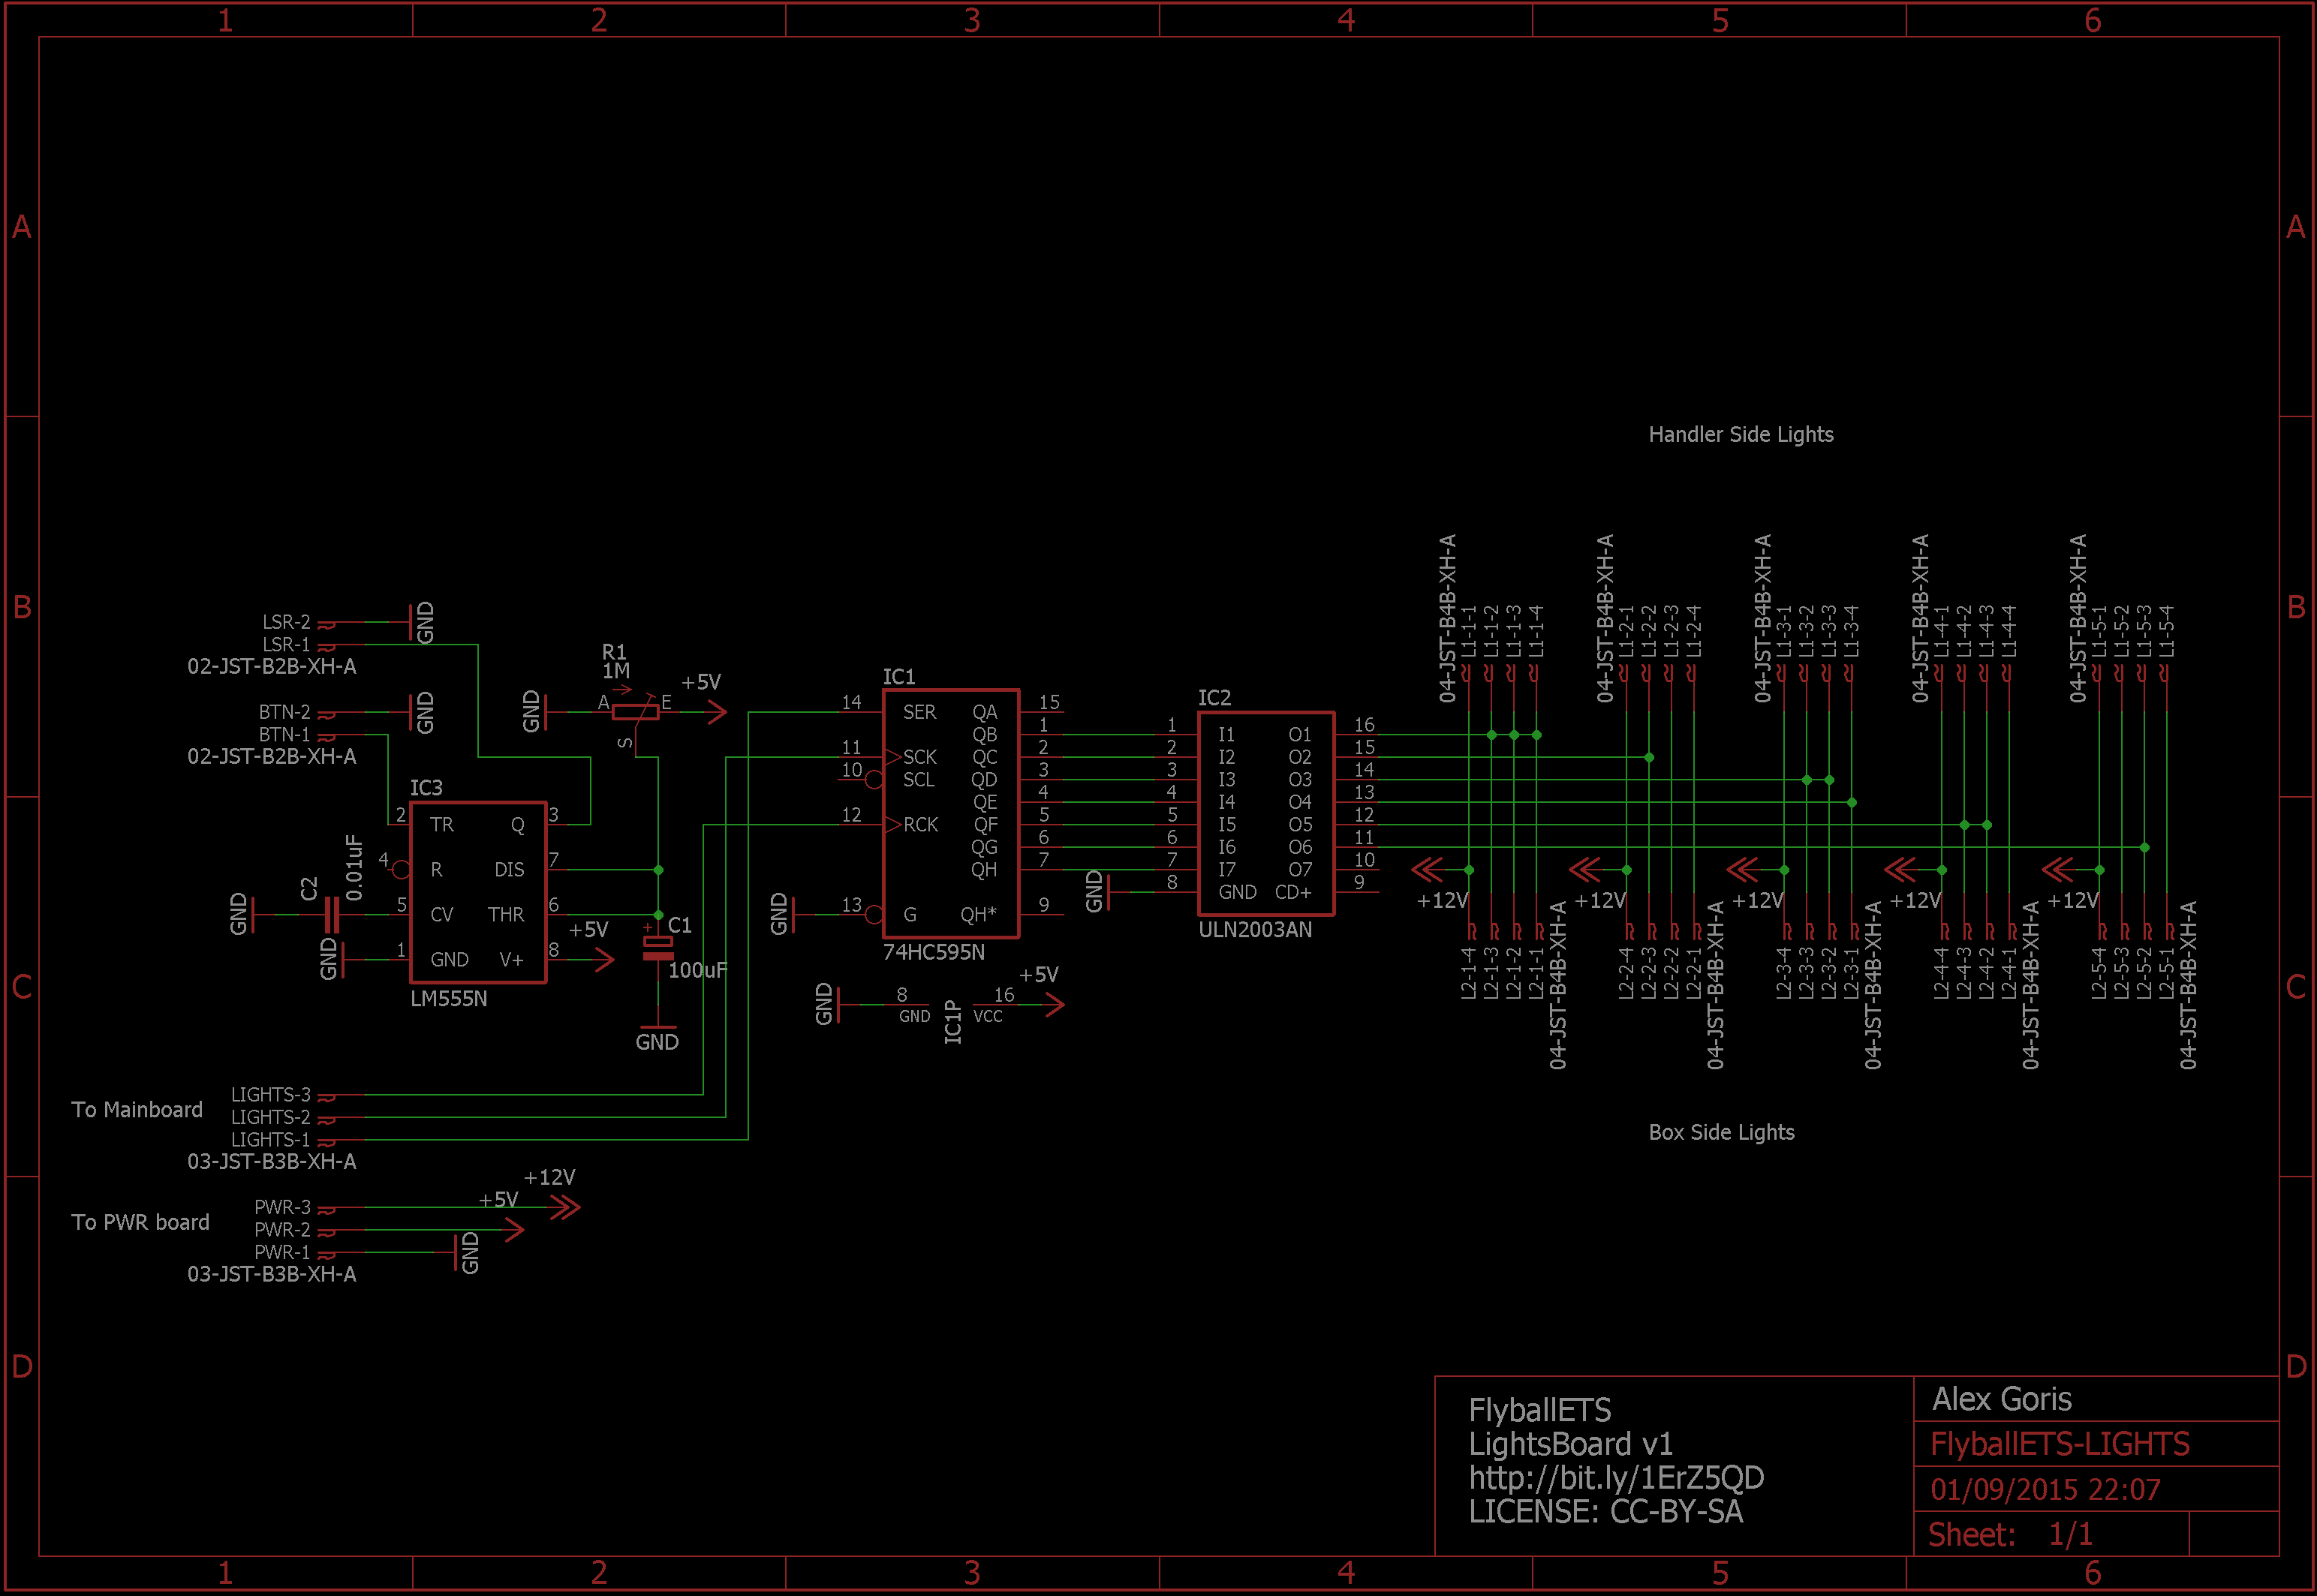 1 2 3 4 5 6
A A
Handler Side Lights
04-JST-B4B-XH-A 04-JST-B4B-XH-A 04-JST-B4B-XH-A 04-JST-B4B-XH-A 04-JST-B4B-XH-A
L1-1-1 L1-1-2 L1-1-3 L1-1-4 L1-2-1 L1-2-2 L1-2-3 L1-2-4 L1-3-1 L1-3-2 L1-3-3 L1-3-4 L1-4-1 L1-4-2 L1-4-3 L1-4-4 L1-5-1 L1-5-2 L1-5-3 L1-5-4
B B
LSR-2 GND
LSR-1
02-JST-B2B-XH-A
BTN-2 GND
BTN-1
02-JST-B2B-XH-A
R1
1M
GND A E +5V
S
IC3
2 TR Q 3
4 R DIS 7
5 CV THR 6
1 GND V+ 8
LM555N
GND C2 0.01uF
GND
+5V
+ C1
100uF
GND
IC1
14 SER QA 15
QB 1
11 SCK QC 2
10 SCL QD 3
QE 4
12 RCK QF 5
QG 6
QH 7
GND 13 G QH* 9
74HC595N
GND 8 GND IC1P VCC 16 +5V
IC2
1 I1 O1 16
2 I2 O2 15
3 I3 O3 14
4 I4 O4 13
5 I5 O5 12
6 I6 O6 11
7 I7 O7 10
GND 8 GND CD+ 9
ULN2003AN
+12V +12V +12V +12V +12V
L2-1-4 L2-1-3 L2-1-2 L2-1-1 L2-2-4 L2-2-3 L2-2-2 L2-2-1 L2-3-4 L2-3-3 L2-3-2 L2-3-1 L2-4-4 L2-4-3 L2-4-2 L2-4-1 L2-5-4 L2-5-3 L2-5-2 L2-5-1
04-JST-B4B-XH-A 04-JST-B4B-XH-A 04-JST-B4B-XH-A 04-JST-B4B-XH-A 04-JST-B4B-XH-A
C C
Box Side Lights
To Mainboard
LIGHTS-3
LIGHTS-2
LIGHTS-1
03-JST-B3B-XH-A
To PWR board
PWR-3 +12V
PWR-2 +5V
PWR-1 GND
03-JST-B3B-XH-A
D D
FlyballETS
LightsBoard v1
http://bit.ly/1ErZ5QD
LICENSE: CC-BY-SA
Alex Goris
FlyballETS-LIGHTS
01/09/2015 22:07
Sheet: 1/1
1 2 3 4 5 6